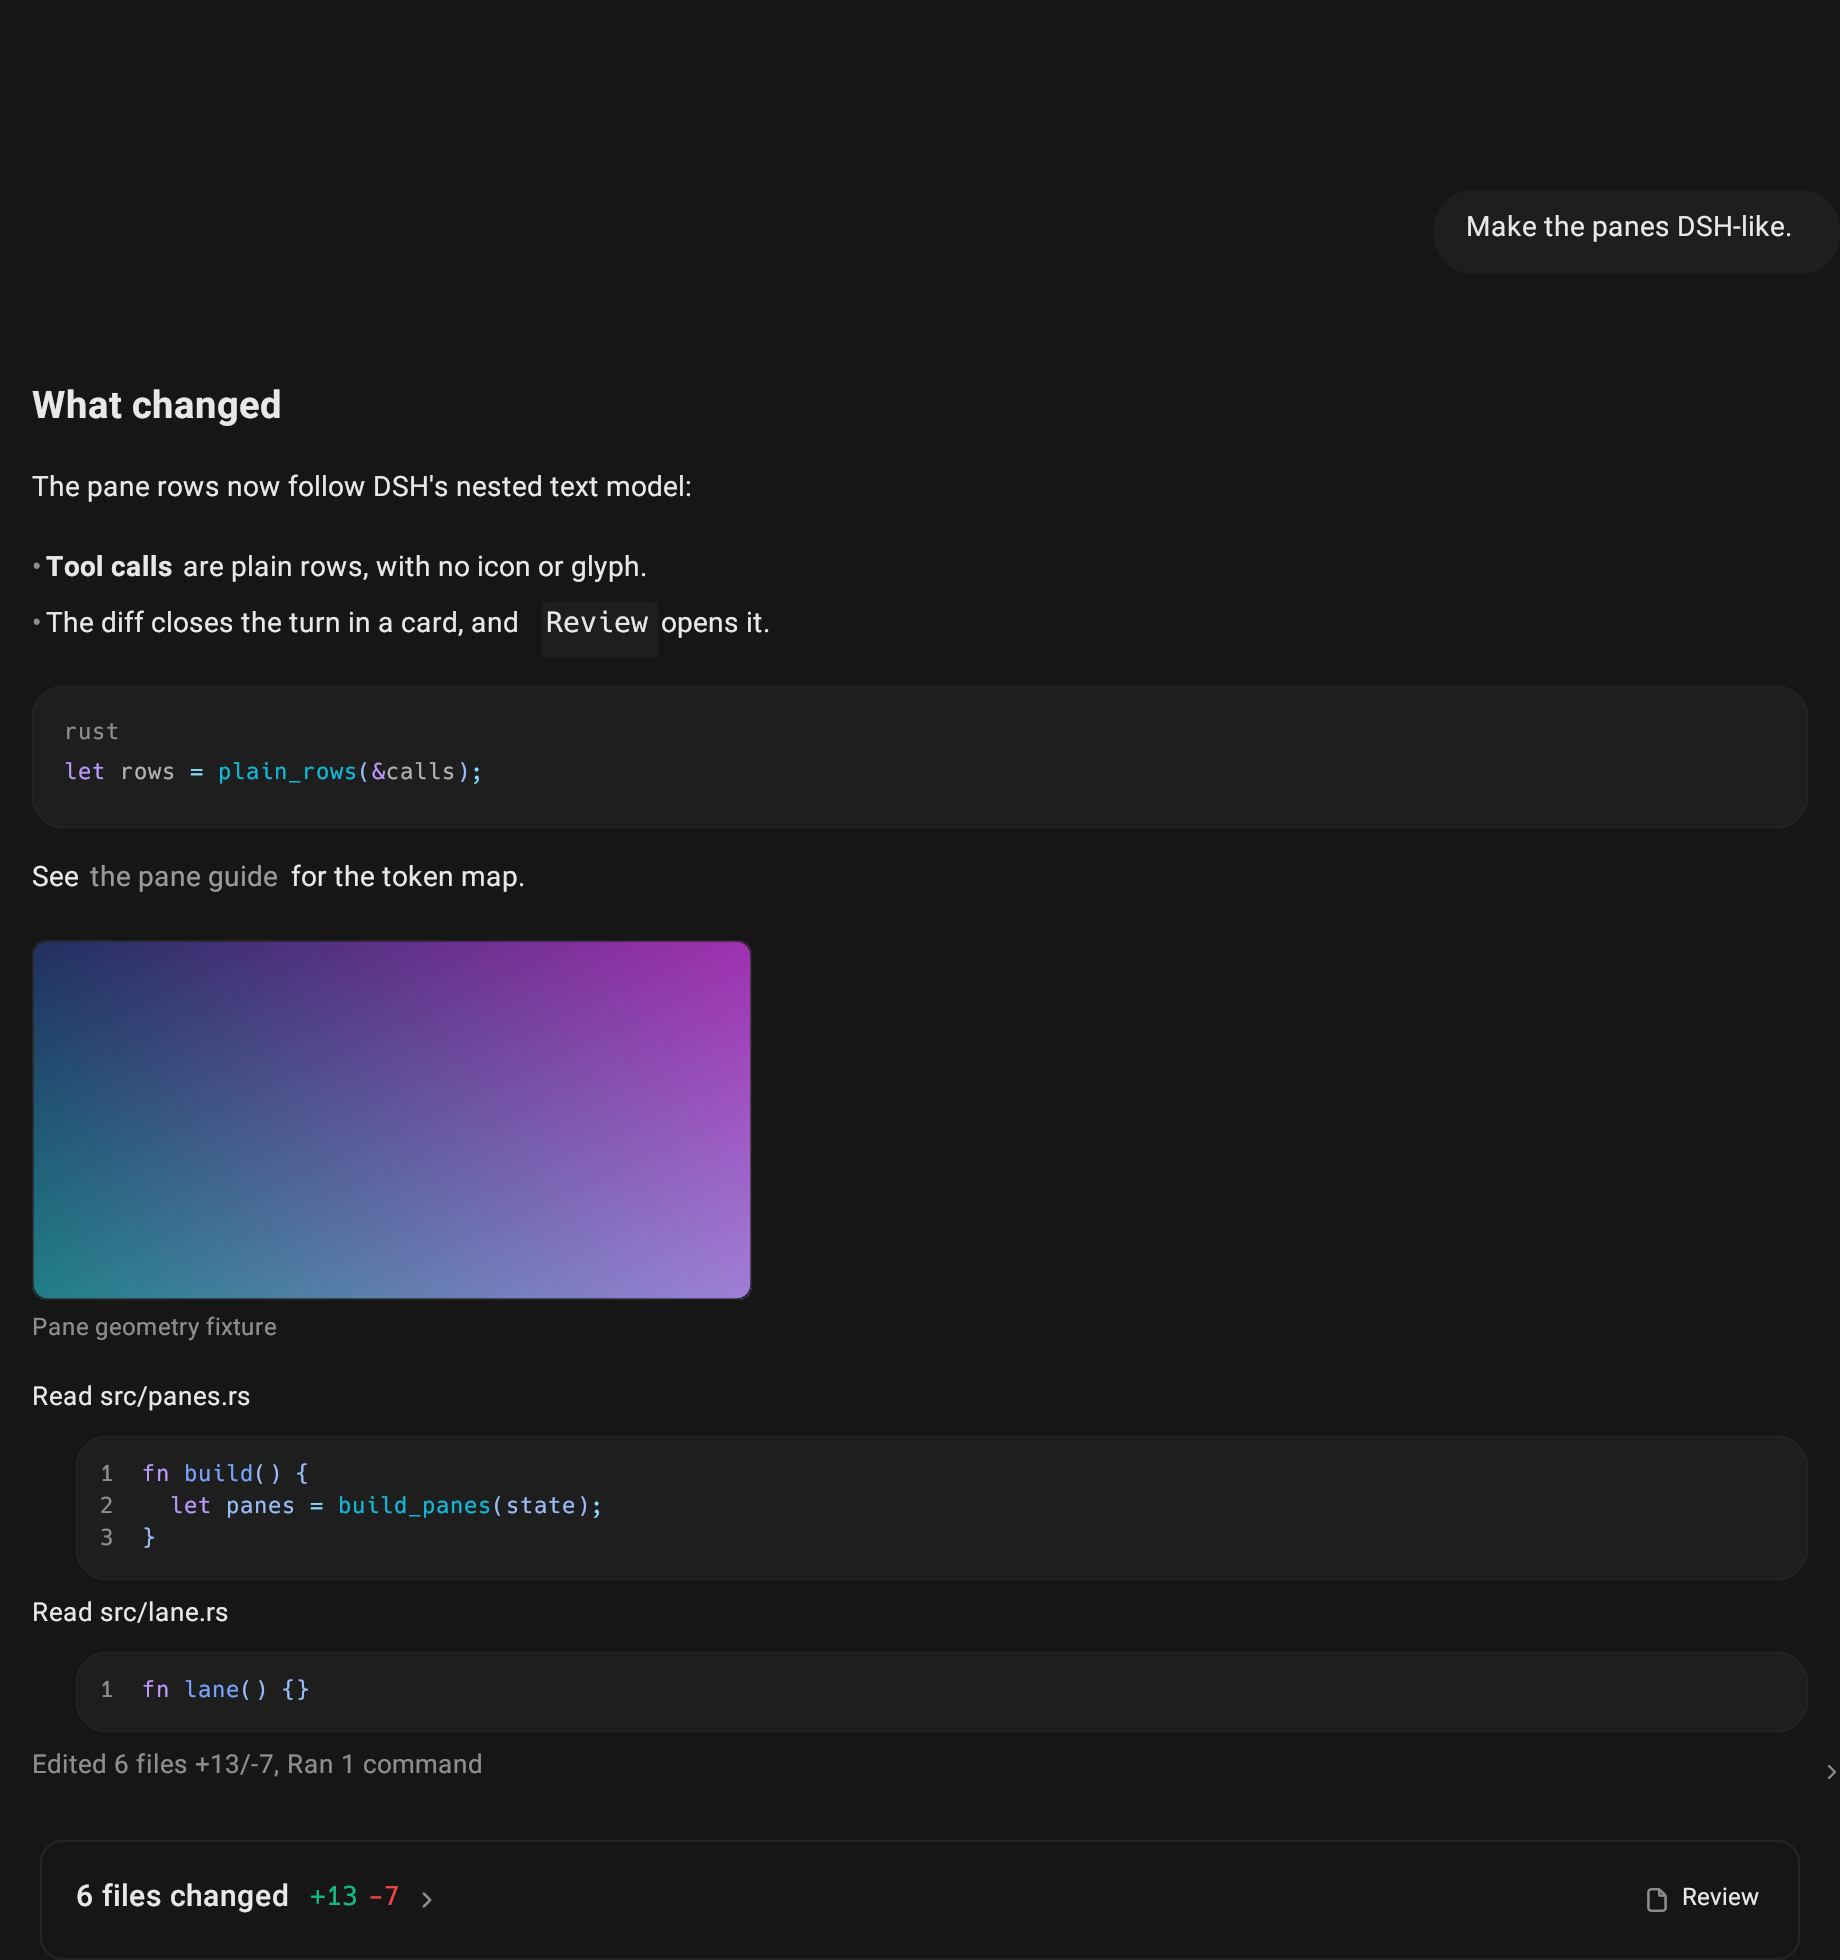 Make the panes DSH-like.
What changed
The pane rows now follow DSH's nested text model:
• Tool calls are plain rows, with no icon or glyph.
• The diff closes the turn in a card, and Review opens it.
rust
let rows = plain_rows(&calls);
See the pane guide for the token map.
Pane geometry fixture
Read src/panes.rs
1 fn build() {
2   let panes = build_panes(state);
3 }
Read src/lane.rs
1 fn lane() {}
Edited 6 files +13/-7, Ran 1 command
6 files changed +13 -7 Review